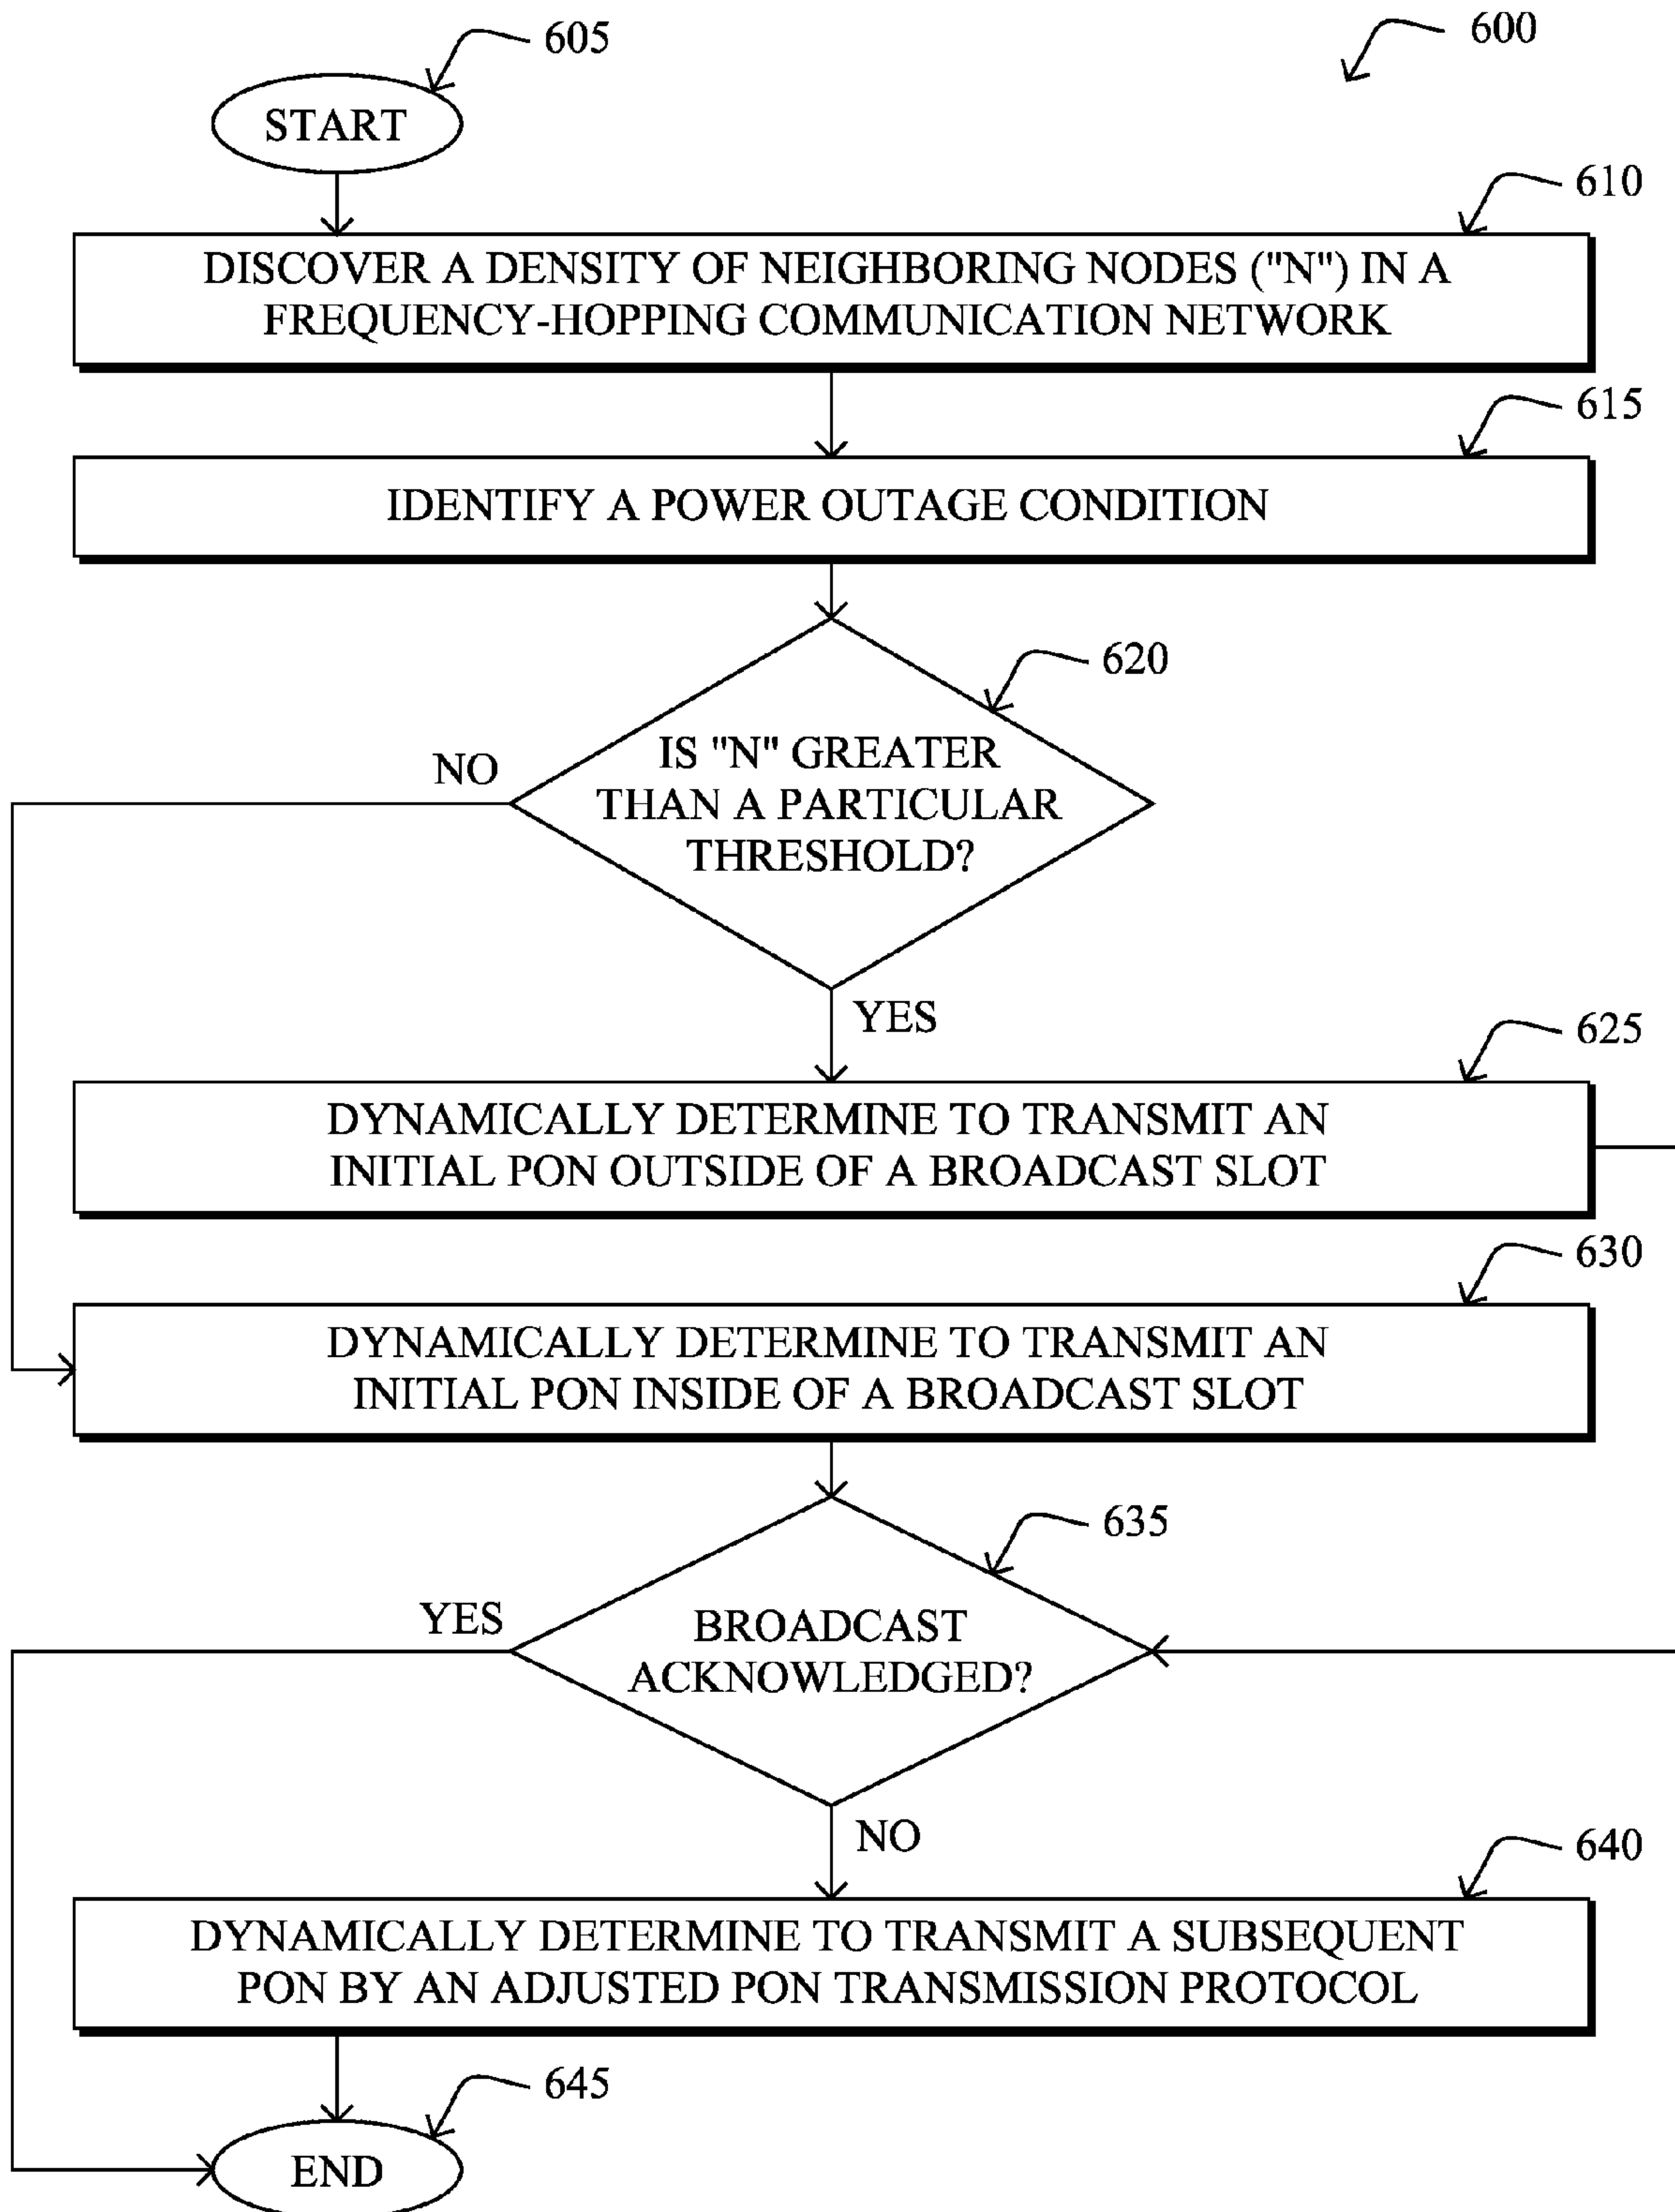 605
600
START
610
DISCOVER A DENSITY OF NEIGHBORING NODES ("N") IN A
FREQUENCY-HOPPING COMMUNICATION NETWORK
615
IDENTIFY A POWER OUTAGE CONDITION
620
IS "N" GREATER
THAN A PARTICULAR
THRESHOLD?
NO
YES
625
DYNAMICALLY DETERMINE TO TRANSMIT AN
INITIAL PON OUTSIDE OF A BROADCAST SLOT
630
DYNAMICALLY DETERMINE TO TRANSMIT AN
INITIAL PON INSIDE OF A BROADCAST SLOT
635
YES
BROADCAST
ACKNOWLEDGED?
NO
640
DYNAMICALLY DETERMINE TO TRANSMIT A SUBSEQUENT
PON BY AN ADJUSTED PON TRANSMISSION PROTOCOL
645
END